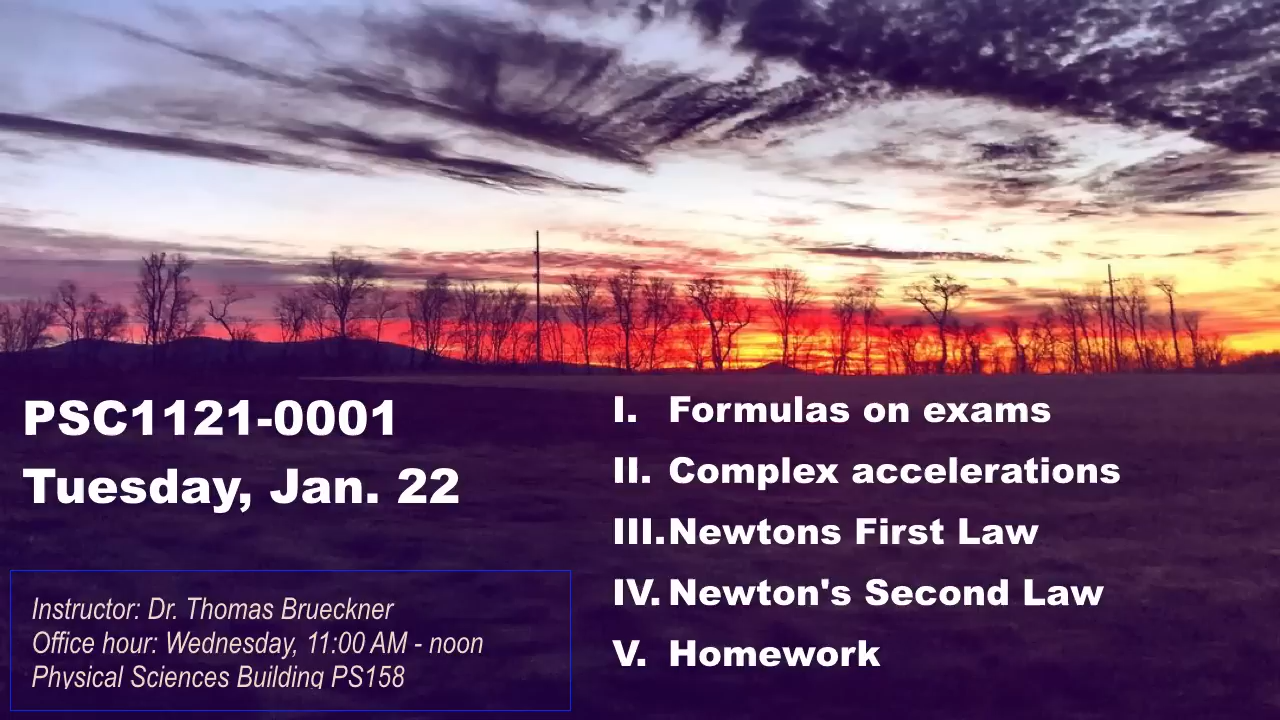 PSC1121-0001
Tuesday, Jan. 22
Instructor: Dr. Thomas Brueckner
Office hour: Wednesday, 11:00 AM - noon
Physical Sciences Building PS158
I. Formulas on exams
II. Complex accelerations
III. Newtons First Law
IV. Newton's Second Law
V. Homework